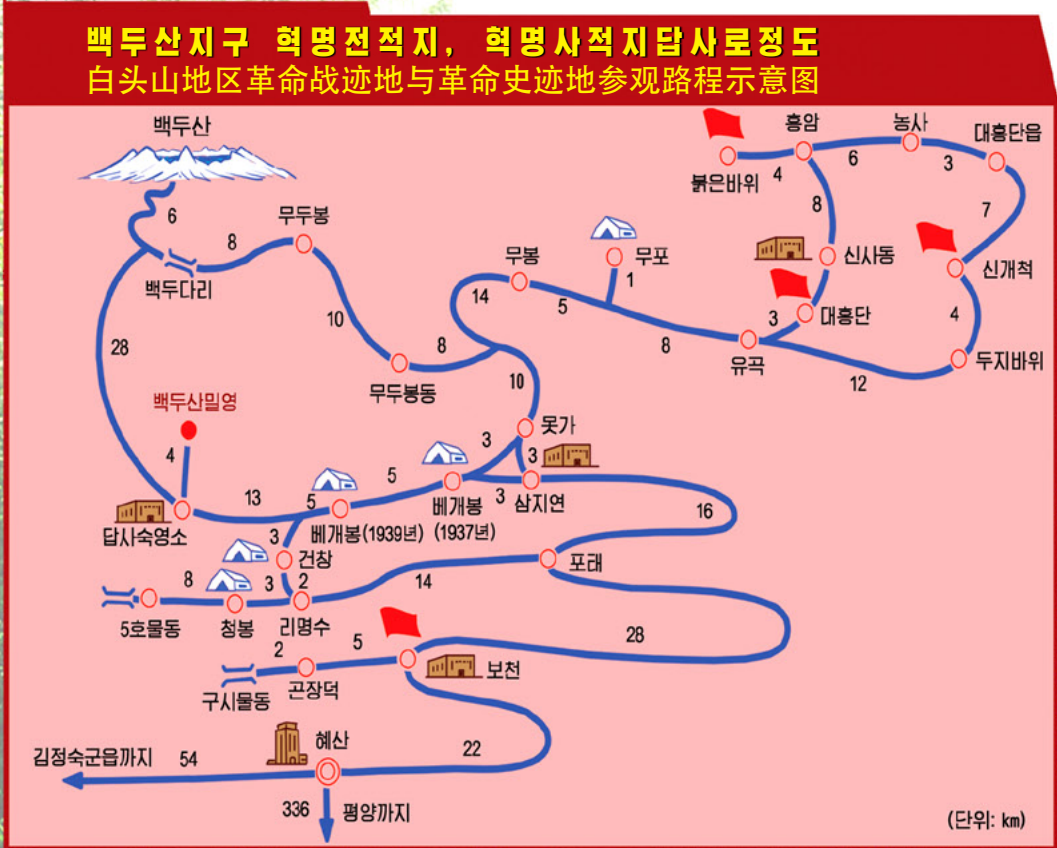 백두산지구 혁명전적지, 혁명사적지답사로정도
白头山地区革命战迹地与革命史迹地参观路程示意图
백두산
6
백두다리
8
무두봉
10
무두봉동
8
28
백두산밀영
4
답사숙영소
13
5
베개봉(1939년)
5
베개봉
(1937년)
3
3
못가
3
삼지연
10
14
무봉
5
무포
1
8
유곡
3
대홍단
신사동
8
흥암
4
붉은바위
6
농사
3
대홍단읍
7
신개척
4
두지바위
12
16
포태
14
3
건창
3
2
리명수
청봉
8
5호물동
28
보천
5
곤장덕
2
구시물동
22
혜산
54
김정숙군읍까지
336
평양까지
(단위: km)